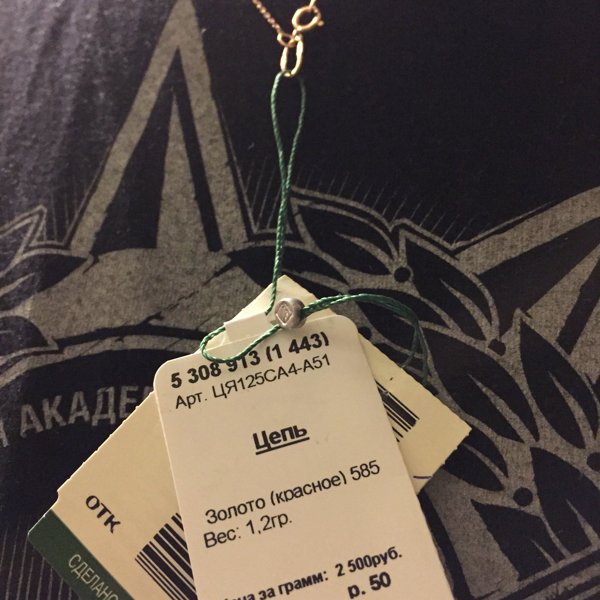 5 308 913 (1 443)
Арт. ЦЯ125СА4-А51
Цепь
Золото (красное) 585
Вес: 1,2гр.
за грамм: 2 500руб.
р. 50
АКАДЕ
ОТК
СДЕЛАНО